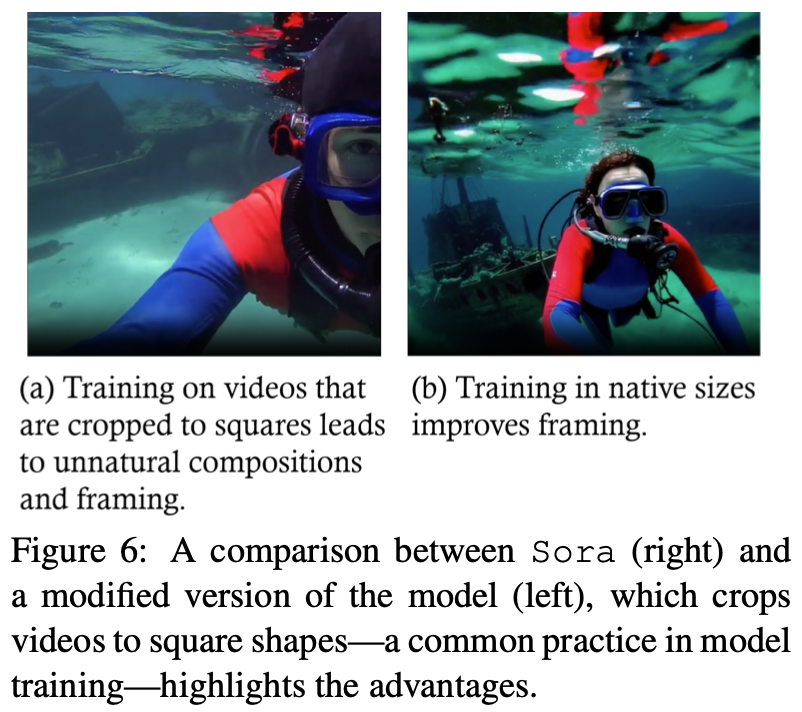 (a) Training on videos that
are cropped to squares leads
to unnatural compositions
and framing.
(b) Training in native sizes
improves framing.
Figure 6: A comparison between Sora (right) and
a modified version of the model (left), which crops
videos to square shapes—a common practice in model
training—highlights the advantages.